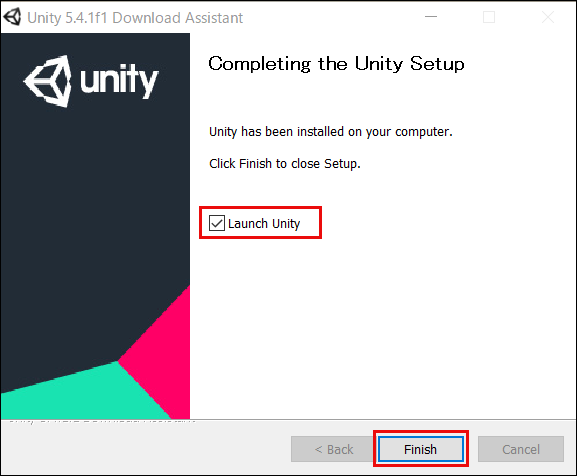 Unity 5.4.1f1 Download Assistant
unity
Completing the Unity Setup
Unity has been installed on your computer.
Click Finish to close Setup.
Launch Unity
< Back
Finish
Cancel